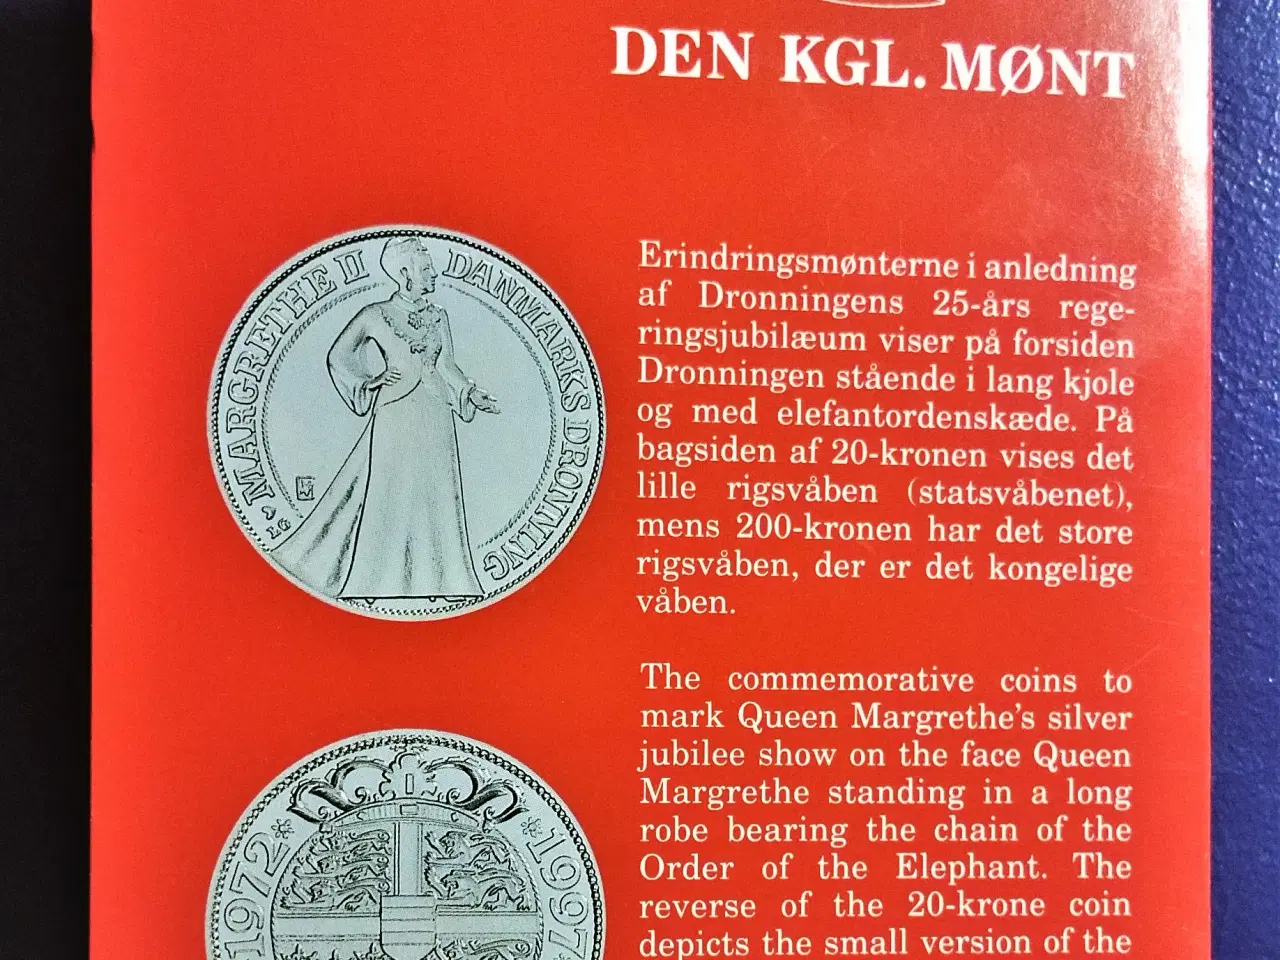 DEN KGL. MØNT
MARGRETHE II DANMARKS DRONNING
Erindringsmønterne i anledning
af Dronningens 25-års rege-
ringsjubilæum viser på forsiden
Dronningen stående i lang kjole
og med elefantordenskæde. På
bagsiden af 20-kronen vises det
lille rigsvåben (statsvåbenet),
mens 200-kronen har det store
rigsvåben, der er det kongelige
våben.
The commemorative coins to
mark Queen Margrethe's silver
jubilee show on the face Queen
Margrethe standing in a long
robe bearing the chain of the
Order of the Elephant. The
reverse of the 20-krone coin
depicts the small version of the
1972 1997